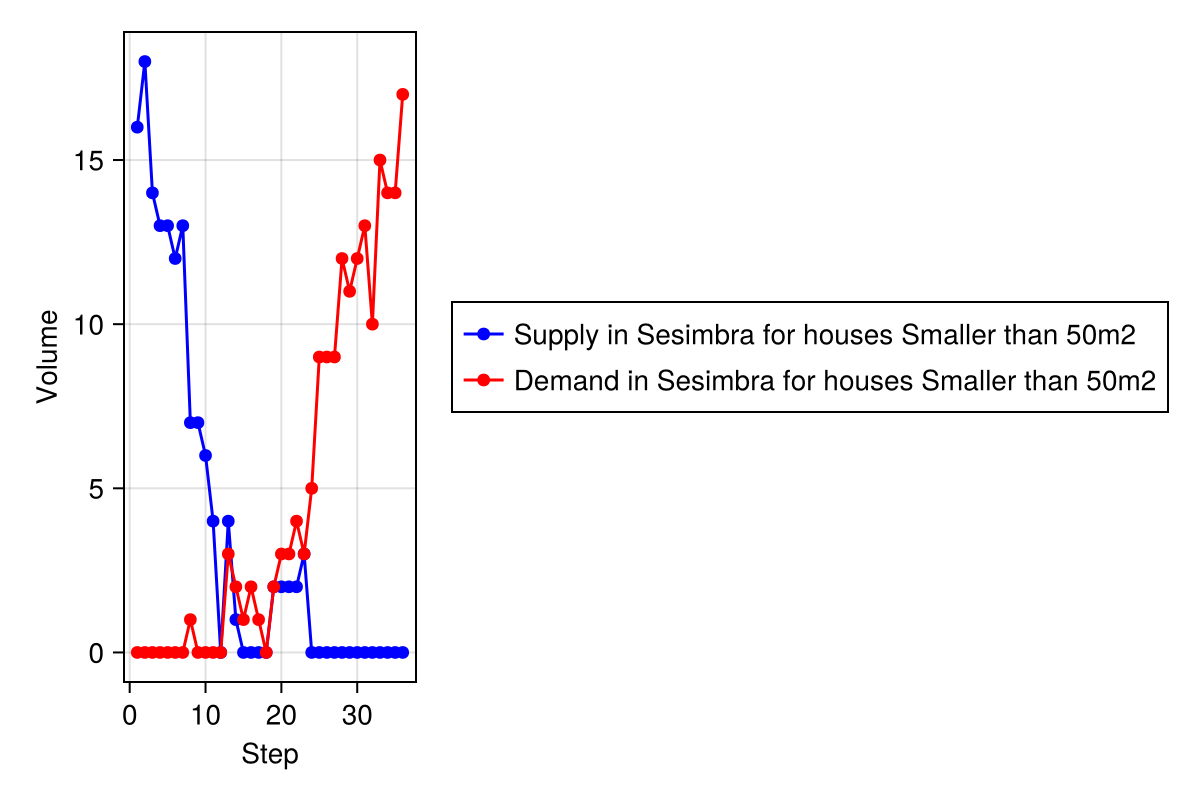 Volume
15
10
5
0
0 10 20 30
Step
Supply in Sesimbra for houses Smaller than 50m2
Demand in Sesimbra for houses Smaller than 50m2